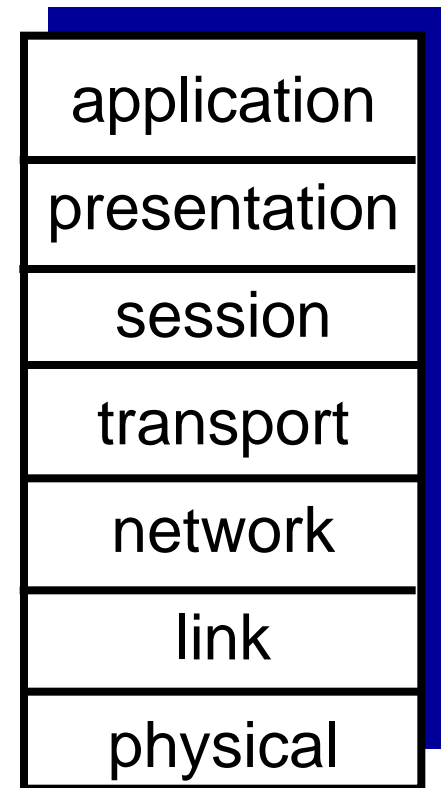 application
presentation
session
transport
network
link
physical